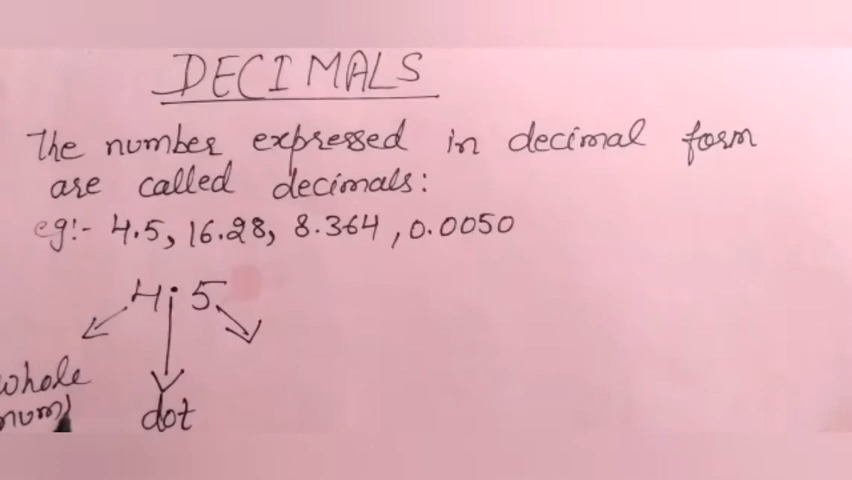 DECIMALS
The number expressed in decimal form
are called decimals:
eg:- 4.5, 16.28, 8.364, 0.0050
4.5
whole
num
dot